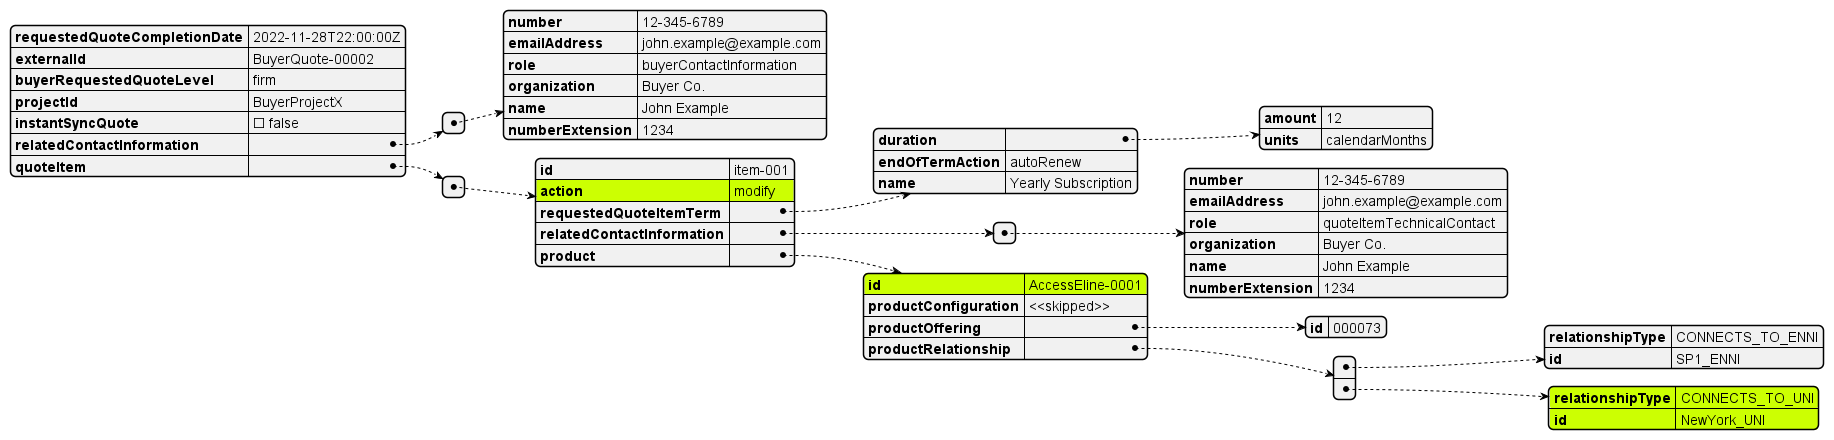 requestedQuoteCompletionDate 2022-11-28T22:00:00Z
externalId BuyerQuote-00002
buyerRequestedQuoteLevel firm
projectId BuyerProjectX
instantSyncQuote ☐ false
relatedContactInformation
quoteItem
number 12-345-6789
emailAddress john.example@example.com
role buyerContactInformation
organization Buyer Co.
name John Example
numberExtension 1234
id item-001
action modify
requestedQuoteItemTerm
relatedContactInformation
product
duration
endOfTermAction autoRenew
name Yearly Subscription
amount 12
units calendarMonths
number 12-345-6789
emailAddress john.example@example.com
role quoteItemTechnicalContact
organization Buyer Co.
name John Example
numberExtension 1234
id AccessEline-0001
productConfiguration <<skipped>>
productOffering
productRelationship
id 000073
relationshipType CONNECTS_TO_ENNI
id SP1_ENNI
relationshipType CONNECTS_TO_UNI
id NewYork_UNI